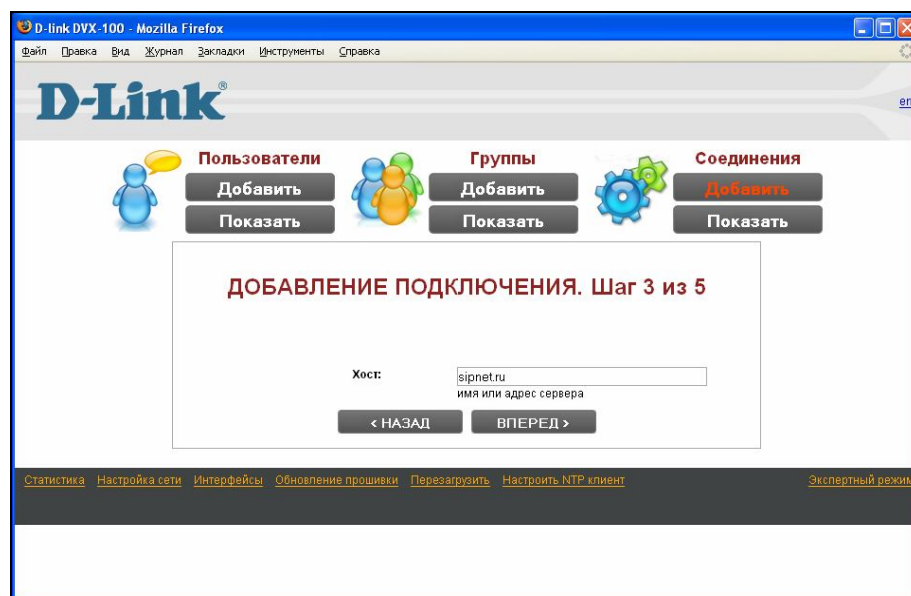 D-link DVX-100 - Mozilla Firefox
Файл Правка Вид Журнал Закладки Инструменты Справка
D-Link®
en
Пользователи Группы Соединения
Добавить Добавить Добавить
Показать Показать Показать
ДОБАВЛЕНИЕ ПОДКЛЮЧЕНИЯ. Шаг 3 из 5
Хост: sipnet.ru
имя или адрес сервера
< НАЗАД ВПЕРЕД >
Статистика Настройка сети Интерфейсы Обновление прошивки Перезагрузить Настроить NTP клиент Экспертный режим